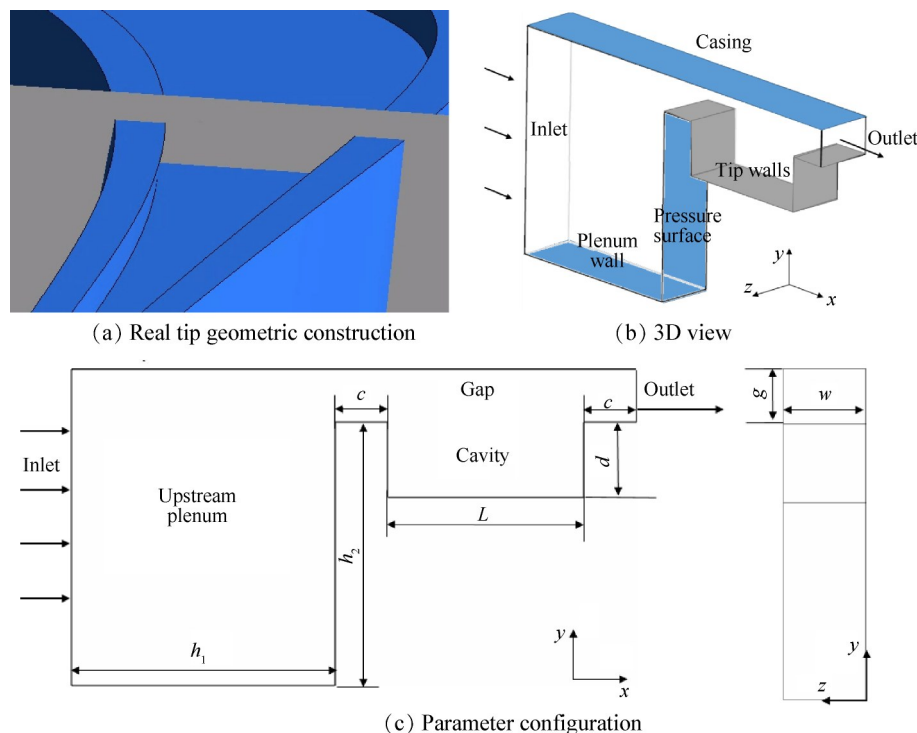 Casing
Inlet
Outlet
Tip walls
Pressure
surface
Plenum
wall
y
z
x
(a) Real tip geometric construction
(b) 3D view
c
Gap
c
Outlet
g
w
Inlet
Cavity
d
Upstream
plenum
L
h₂
h₁
y
x
y
z
(c) Parameter configuration